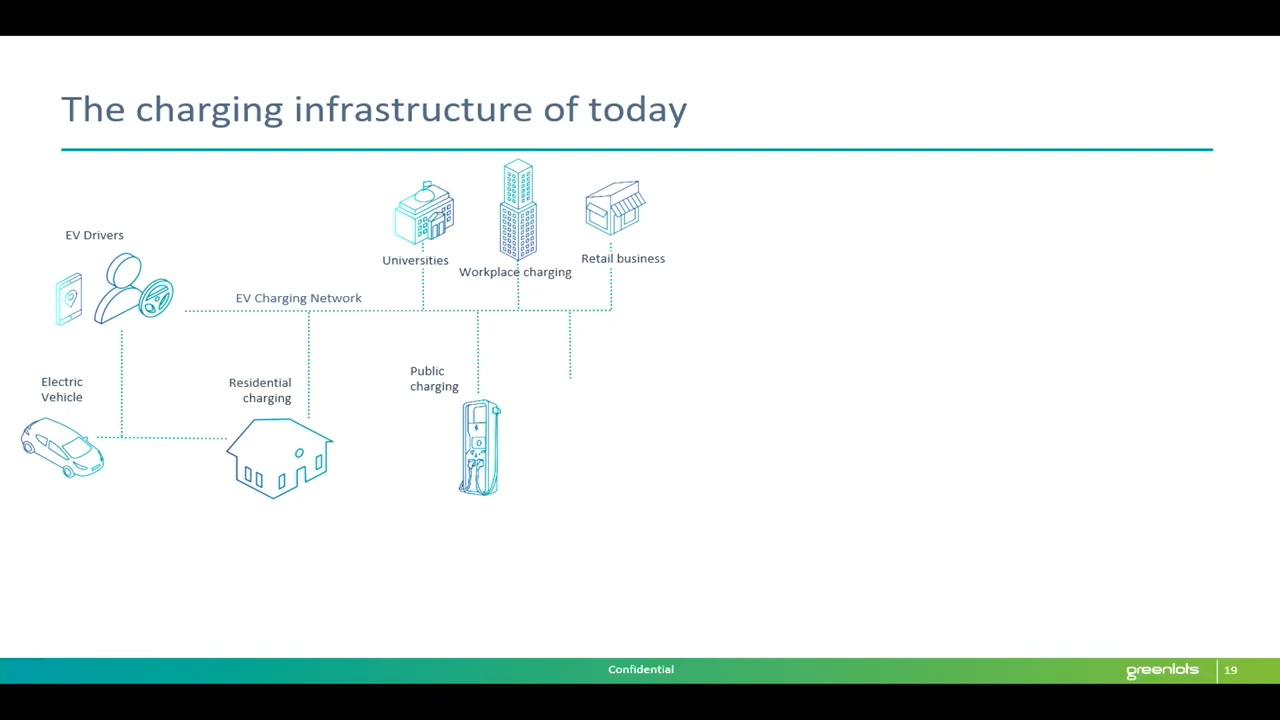 The charging infrastructure of today
EV Drivers
EV Charging Network
Universities
Workplace charging
Retail business
Electric
Vehicle
Residential
charging
Public
charging
Confidential
greenlots
19